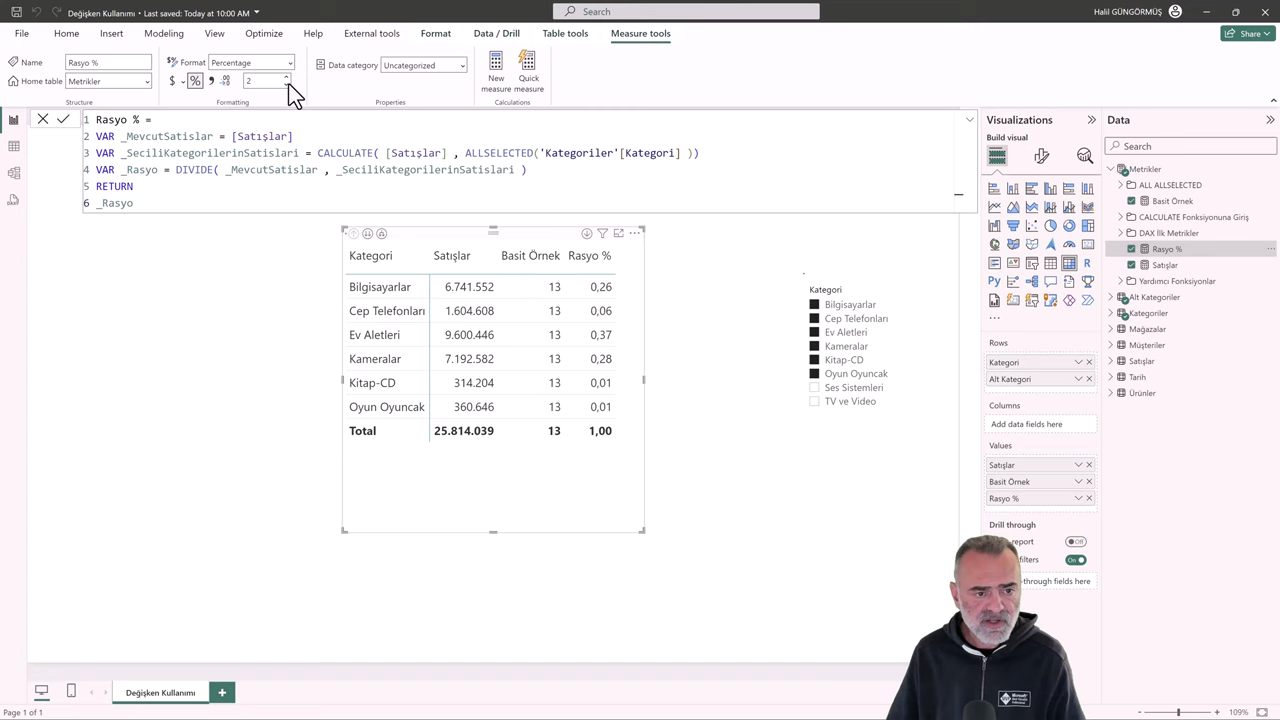 Değişken Kullanımı • Last saved: Today at 10:00 AM
Search
Halil GÜNGÖRMÜŞ
File Home Insert Modeling View Optimize Help External tools Format Data / Drill Table tools Measure tools
Share
Name Rasyo %
Home table Metrikler
Structure
Format Percentage
$ % 2
Formatting
Data category Uncategorized
Properties
New measure
Quick measure
Calculations
1 Rasyo % =
2 VAR _MevcutSatislar = [Satışlar]
3 VAR _SeciliKategorilerinSatislari = CALCULATE( [Satışlar] , ALLSELECTED('Kategoriler'[Kategori] ))
4 VAR _Rasyo = DIVIDE( _MevcutSatislar , _SeciliKategorilerinSatislari )
5 RETURN
6 _Rasyo
Kategori Satışlar Basit Örnek Rasyo %
Bilgisayarlar 6.741.552 13 0,26
Cep Telefonları 1.604.608 13 0,06
Ev Aletleri 9.600.446 13 0,37
Kameralar 7.192.582 13 0,28
Kitap-CD 314.204 13 0,01
Oyun Oyuncak 360.646 13 0,01
Total 25.814.039 13 1,00
Kategori
Bilgisayarlar
Cep Telefonları
Ev Aletleri
Kameralar
Kitap-CD
Oyun Oyuncak
Ses Sistemleri
TV ve Video
Visualizations
Build visual
Py
R
Rows
Kategori
Alt Kategori
Columns
Add data fields here
Values
Satışlar
Basit Örnek
Rasyo %
Drill through
report Off
filters On
through fields here
Data
Search
Metrikler
ALL ALLSELECTED
Basit Örnek
CALCULATE Fonksiyonuna Giriş
DAX İlk Metrikler
Rasyo %
Satışlar
Yardımcı Fonksiyonlar
Alt Kategoriler
Kategoriler
Mağazalar
Müşteriler
Satışlar
Tarih
Ürünler
Değişken Kullanımı
Page 1 of 1
109%